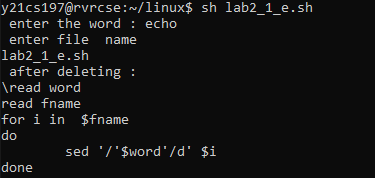 y21cs197@rvrcse:~/linux$ sh lab2_1_e.sh
enter the word : echo
enter file  name
lab2_1_e.sh
after deleting :
\read word
read fname
for i in  $fname
do
        sed '/'$word'/d' $i
done